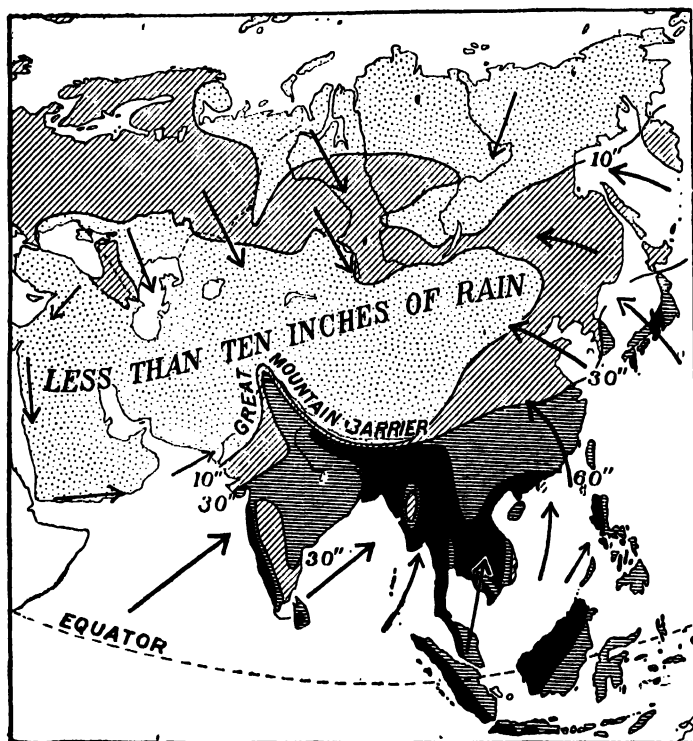 10"
LESS THAN TEN INCHES OF RAIN
GREAT MOUNTAIN BARRIER
30"
10"
30"
60"
30"
EQUATOR